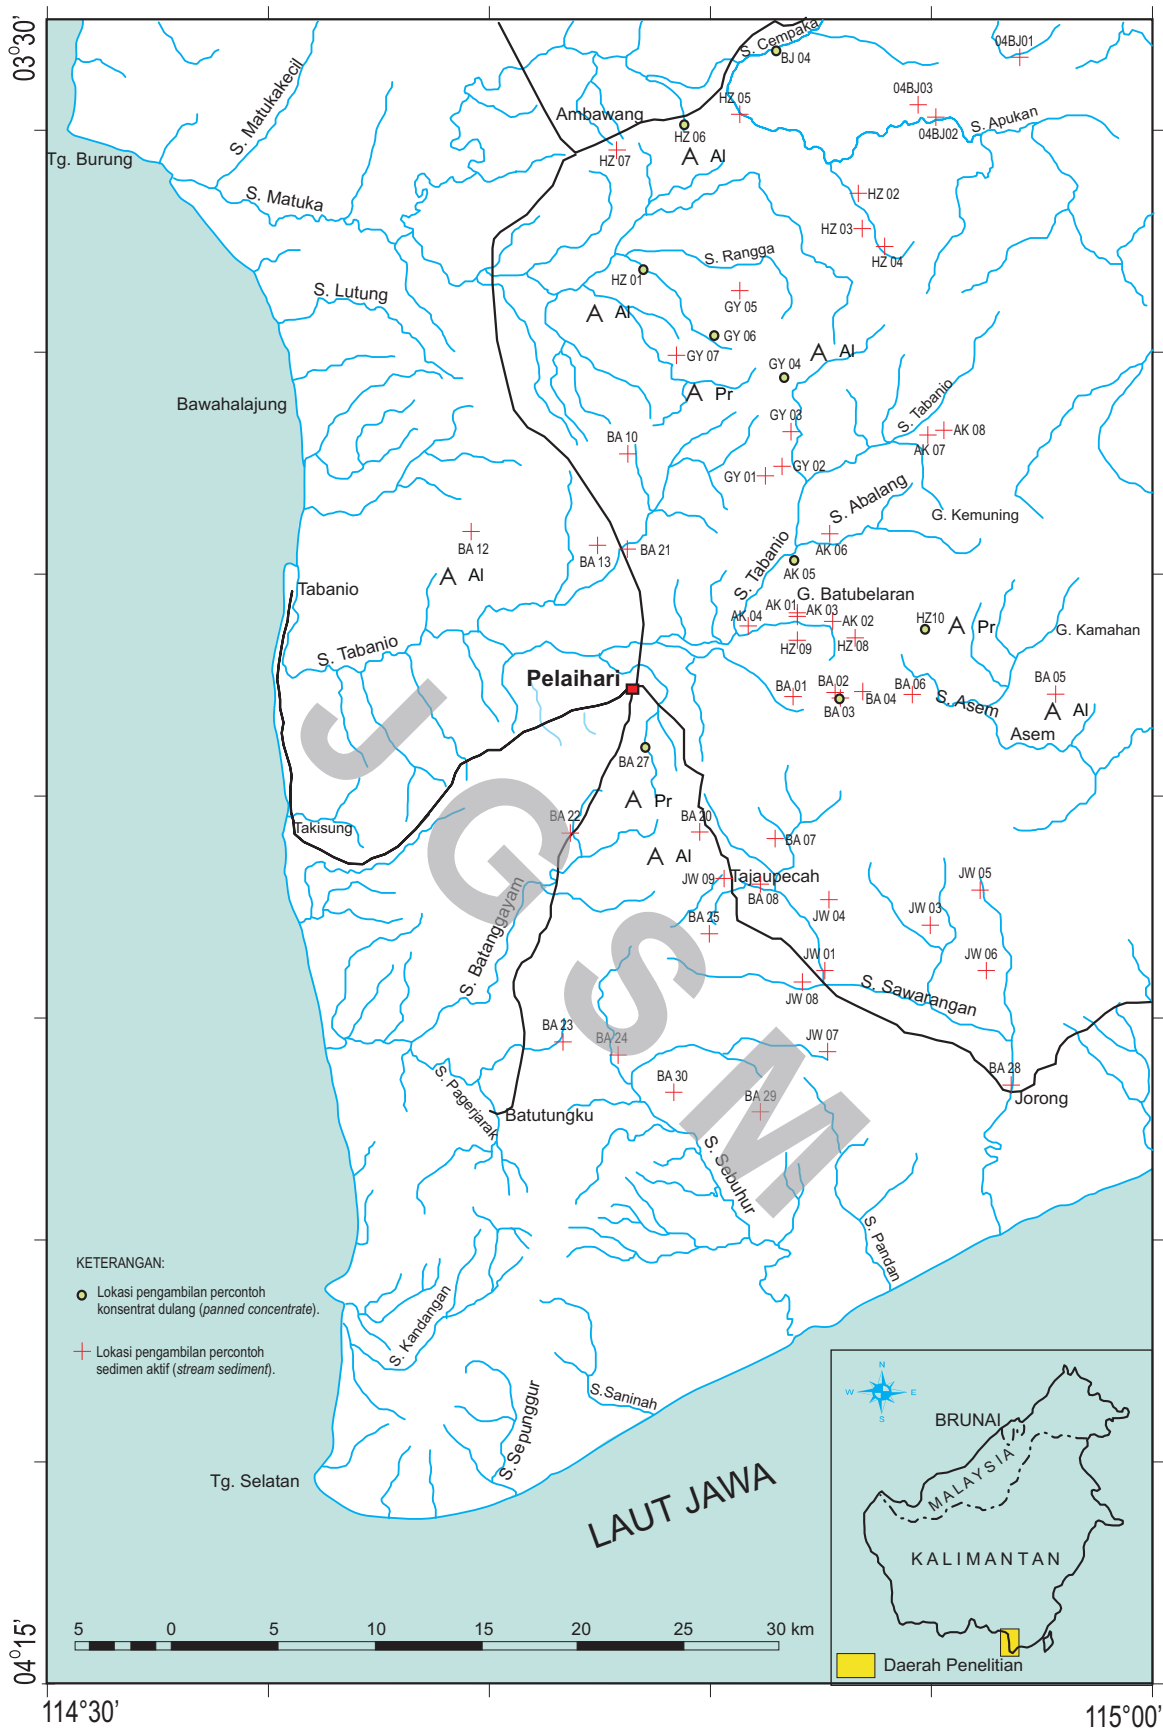 03°30'
S. Cempaka
BJ 04
04BJ01
S. Matukakecil
Ambawang
HZ 05
04BJ03
04BJ02
S. Apukan
HZ 06
HZ 07
Al
Tg. Burung
S. Matuka
HZ 02
HZ 03
HZ 04
S. Rangga
HZ 01
S. Lutung
GY 05
Al
GY 06
GY 07
GY 04
Al
Pr
Bawahalajung
S. Tabanio
GY 03
AK 08
AK 07
BA 10
GY 02
GY 01
S. Abalang
G. Kemuning
BA 12
BA 13
BA 21
AK 06
S. Tabanio
AK 05
Al
Tabanio
G. Batubelaran
AK 01
AK 03
AK 04
AK 02
HZ10
Pr
G. Kamahan
HZ 09
HZ 08
S. Tabanio
Pelaihari
BA 01
BA 02
BA 03
BA 04
BA 06
S. Asem
BA 05
Al
Asem
BA 27
Pr
Takisung
BA 22
BA 20
BA 07
Al
JW 09
Tajaupecah
BA 08
JW 05
JW 04
JW 03
BA 25
S. Batanggayam
JW 01
JW 06
JW 08
S. Sawarangan
BA 23
BA 24
JW 07
BA 30
BA 29
BA 28
Jorong
S. Pagerjarak
Batutungku
S. Sebuhur
S. Pandan
JGSM
KETERANGAN:
Lokasi pengambilan percontoh
konsentrat dulang (panned concentrate).
Lokasi pengambilan percontoh
sedimen aktif (stream sediment).
S. Kandangan
S.Saninah
S.Sepunggur
Tg. Selatan
LAUT JAWA
N
W
E
S
BRUNAI
MALAYSIA
KALIMANTAN
Daerah Penelitian
5 0 5 10 15 20 25 30 km
04°15'
114°30'
115°00'